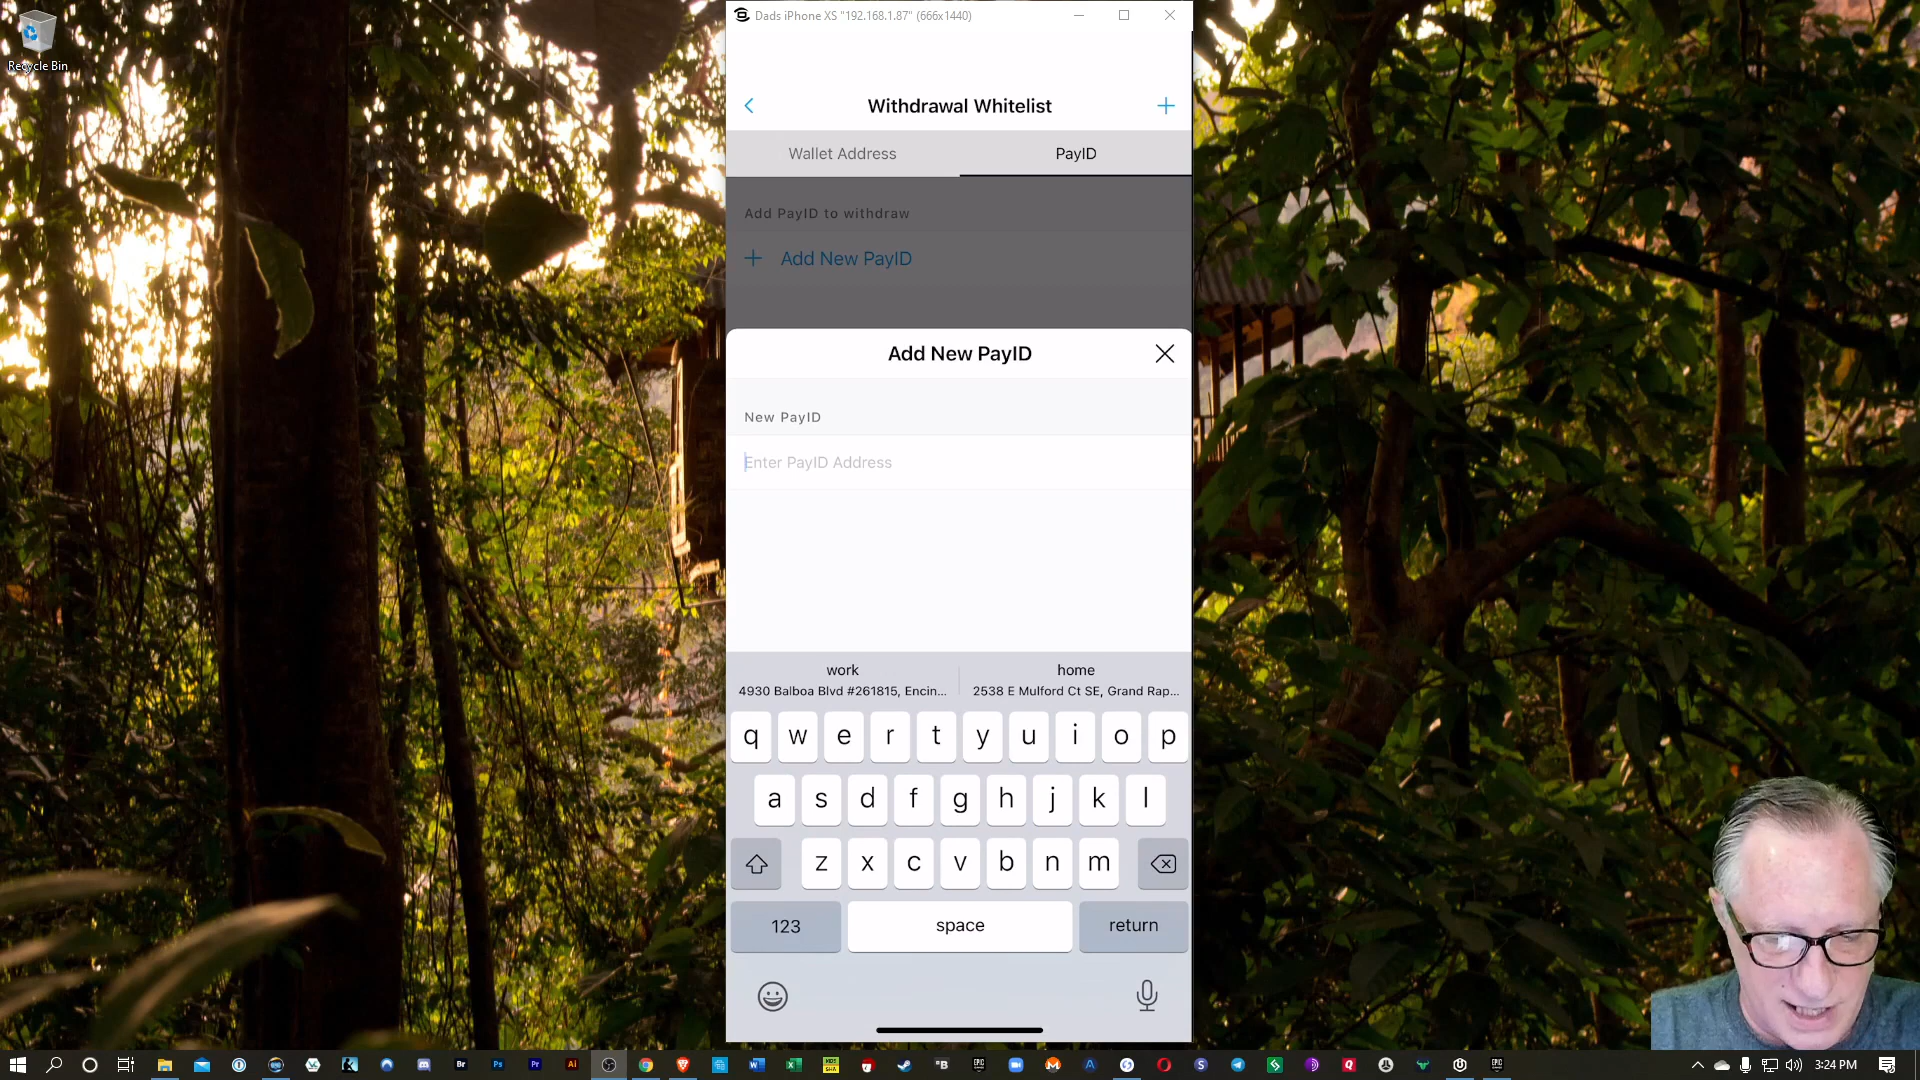 Recycle Bin
Dads iPhone XS "192.168.1.87" (666x1440)
Withdrawal Whitelist
Wallet Address
PayID
Add PayID to withdraw
Add New PayID
Add New PayID
New PayID
Enter PayID Address
work
4930 Balboa Blvd #261815, Encin...
home
2538 E Mulford Ct SE, Grand Rap...
q w e r t y u i o p
a s d f g h j k l
z x c v b n m
123
space
return
3:24 PM